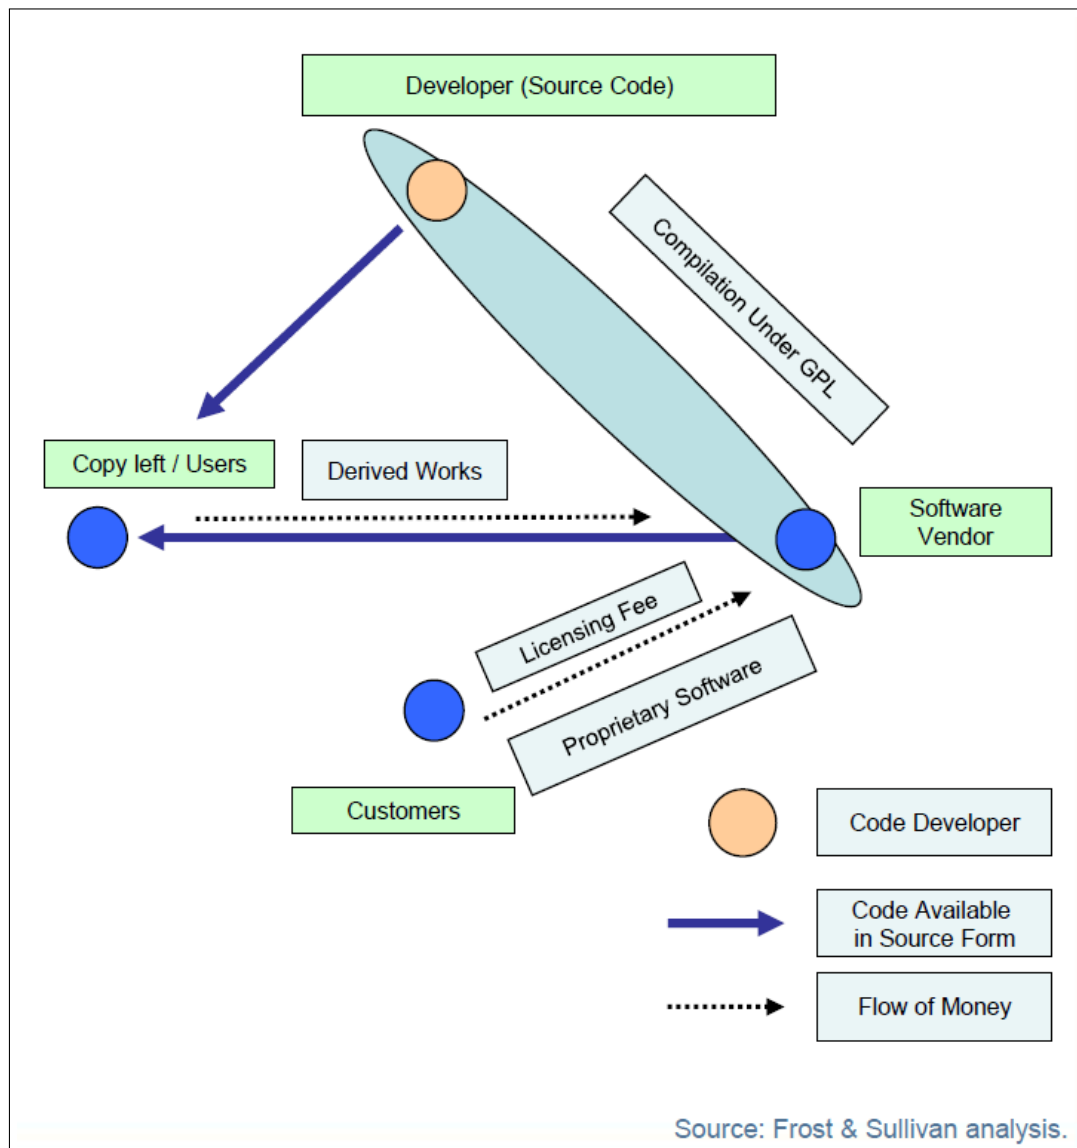 Developer (Source Code)
Compilation Under GPL
Copy left / Users
Derived Works
Software
Vendor
Licensing Fee
Proprietary Software
Customers
Code Developer
Code Available
in Source Form
Flow of Money
Source: Frost & Sullivan analysis.